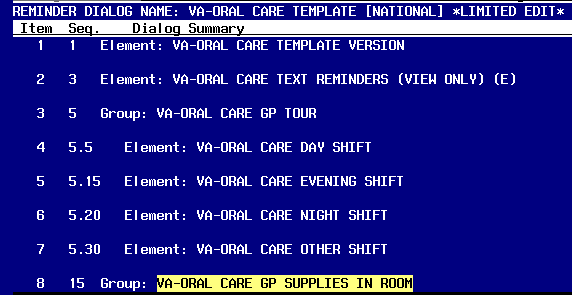 REMINDER DIALOG NAME: VA-ORAL CARE TEMPLATE [NATIONAL] *LIMITED EDIT*
Item Seq. Dialog Summary
1 1 Element: VA-ORAL CARE TEMPLATE VERSION
2 3 Element: VA-ORAL CARE TEXT REMINDERS (VIEW ONLY) (E)
3 5 Group: VA-ORAL CARE GP TOUR
4 5.5 Element: VA-ORAL CARE DAY SHIFT
5 5.15 Element: VA-ORAL CARE EVENING SHIFT
6 5.20 Element: VA-ORAL CARE NIGHT SHIFT
7 5.30 Element: VA-ORAL CARE OTHER SHIFT
8 15 Group: VA-ORAL CARE GP SUPPLIES IN ROOM